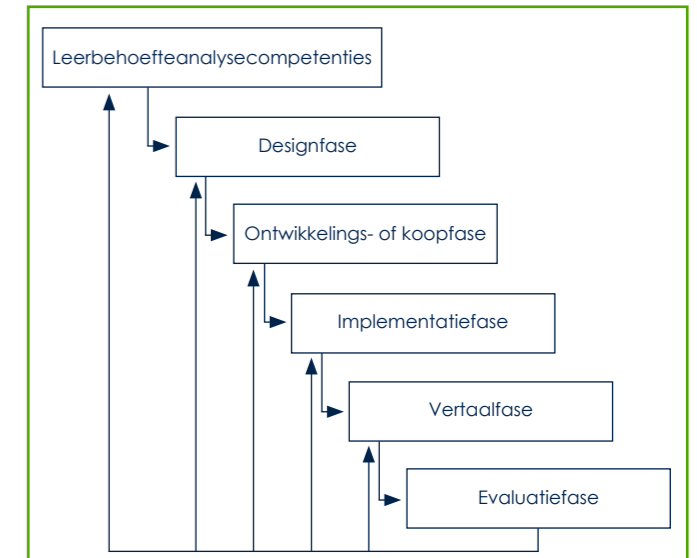 Leerbehoefteanalysecompetenties
Designfase
Ontwikkelings- of koopfase
Implementatiefase
Vertaalfase
Evaluatiefase